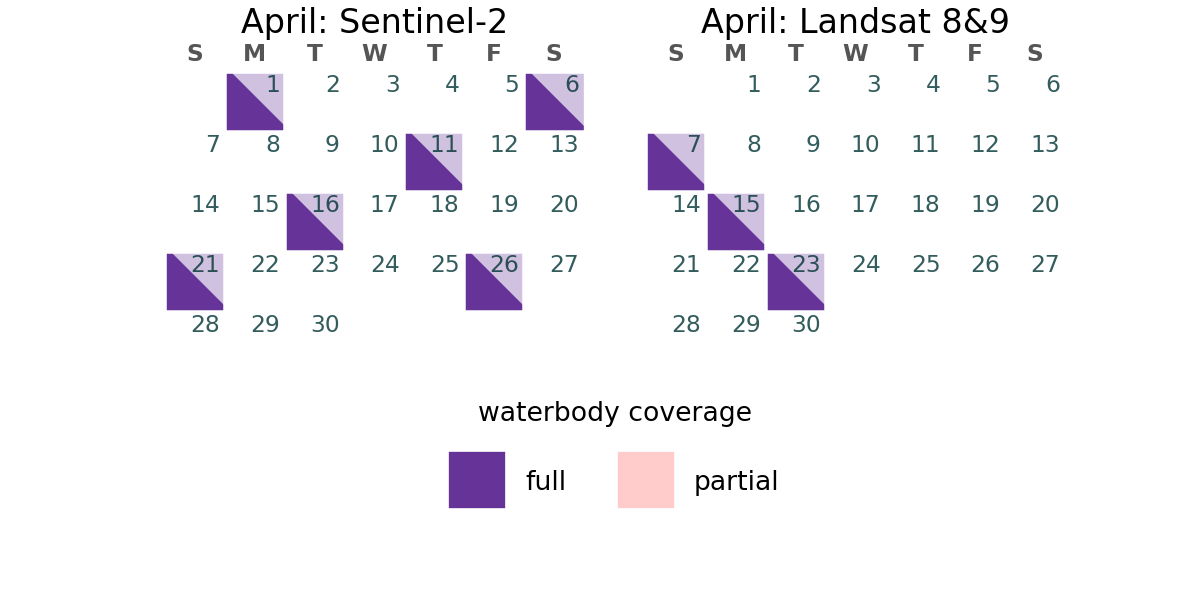 April: Sentinel-2
S M T W T F S
1 2 3 4 5 6
7 8 9 10 11 12 13
14 15 16 17 18 19 20
21 22 23 24 25 26 27
28 29 30
April: Landsat 8&9
S M T W T F S
1 2 3 4 5 6
7 8 9 10 11 12 13
14 15 16 17 18 19 20
21 22 23 24 25 26 27
28 29 30
waterbody coverage
full
partial